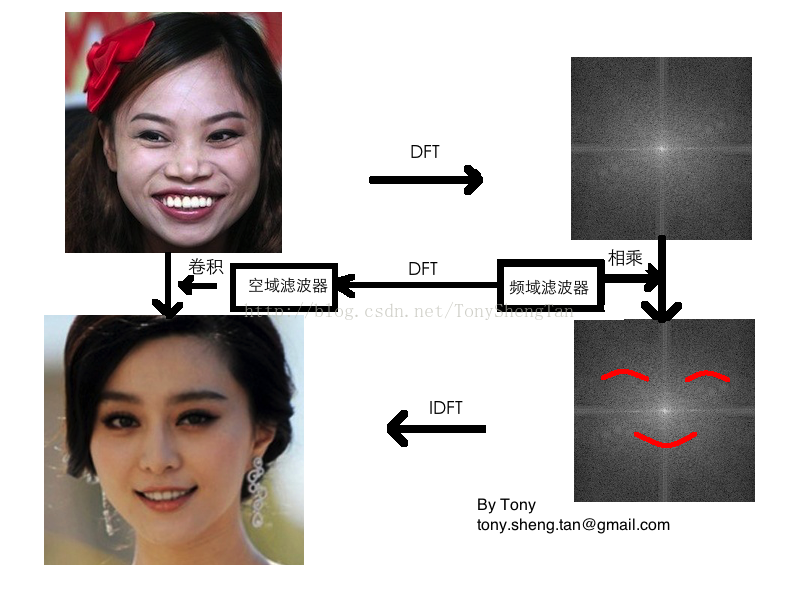 DFT
卷积
空域滤波器
DFT
频域滤波器
相乘
http://blog.csdn.net/TonyShengTan
IDFT
By Tony
tony.sheng.tan@gmail.com